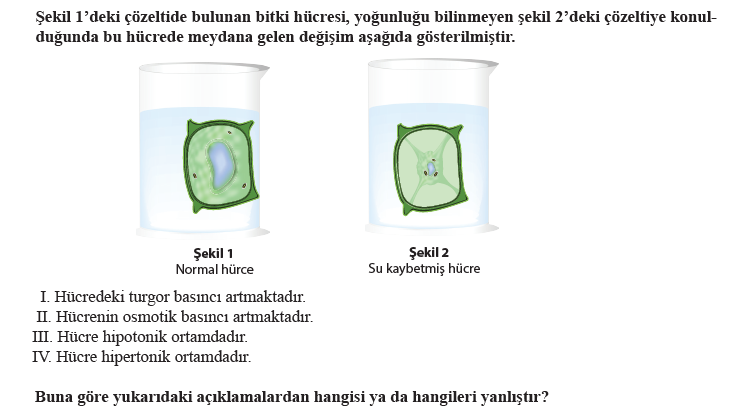 Şekil 1’deki çözeltide bulunan bitki hücresi, yoğunluğu bilinmeyen şekil 2’deki çözeltiye konul-
duğunda bu hücrede meydana gelen değişim aşağıda gösterilmiştir.
Şekil 1
Normal hürce
Şekil 2
Su kaybetmiş hücre
I. Hücredeki turgor basıncı artmaktadır.
II. Hücrenin osmotik basıncı artmaktadır.
III. Hücre hipotonik ortamdadır.
IV. Hücre hipertonik ortamdadır.
Buna göre yukarıdaki açıklamalardan hangisi ya da hangileri yanlıştır?